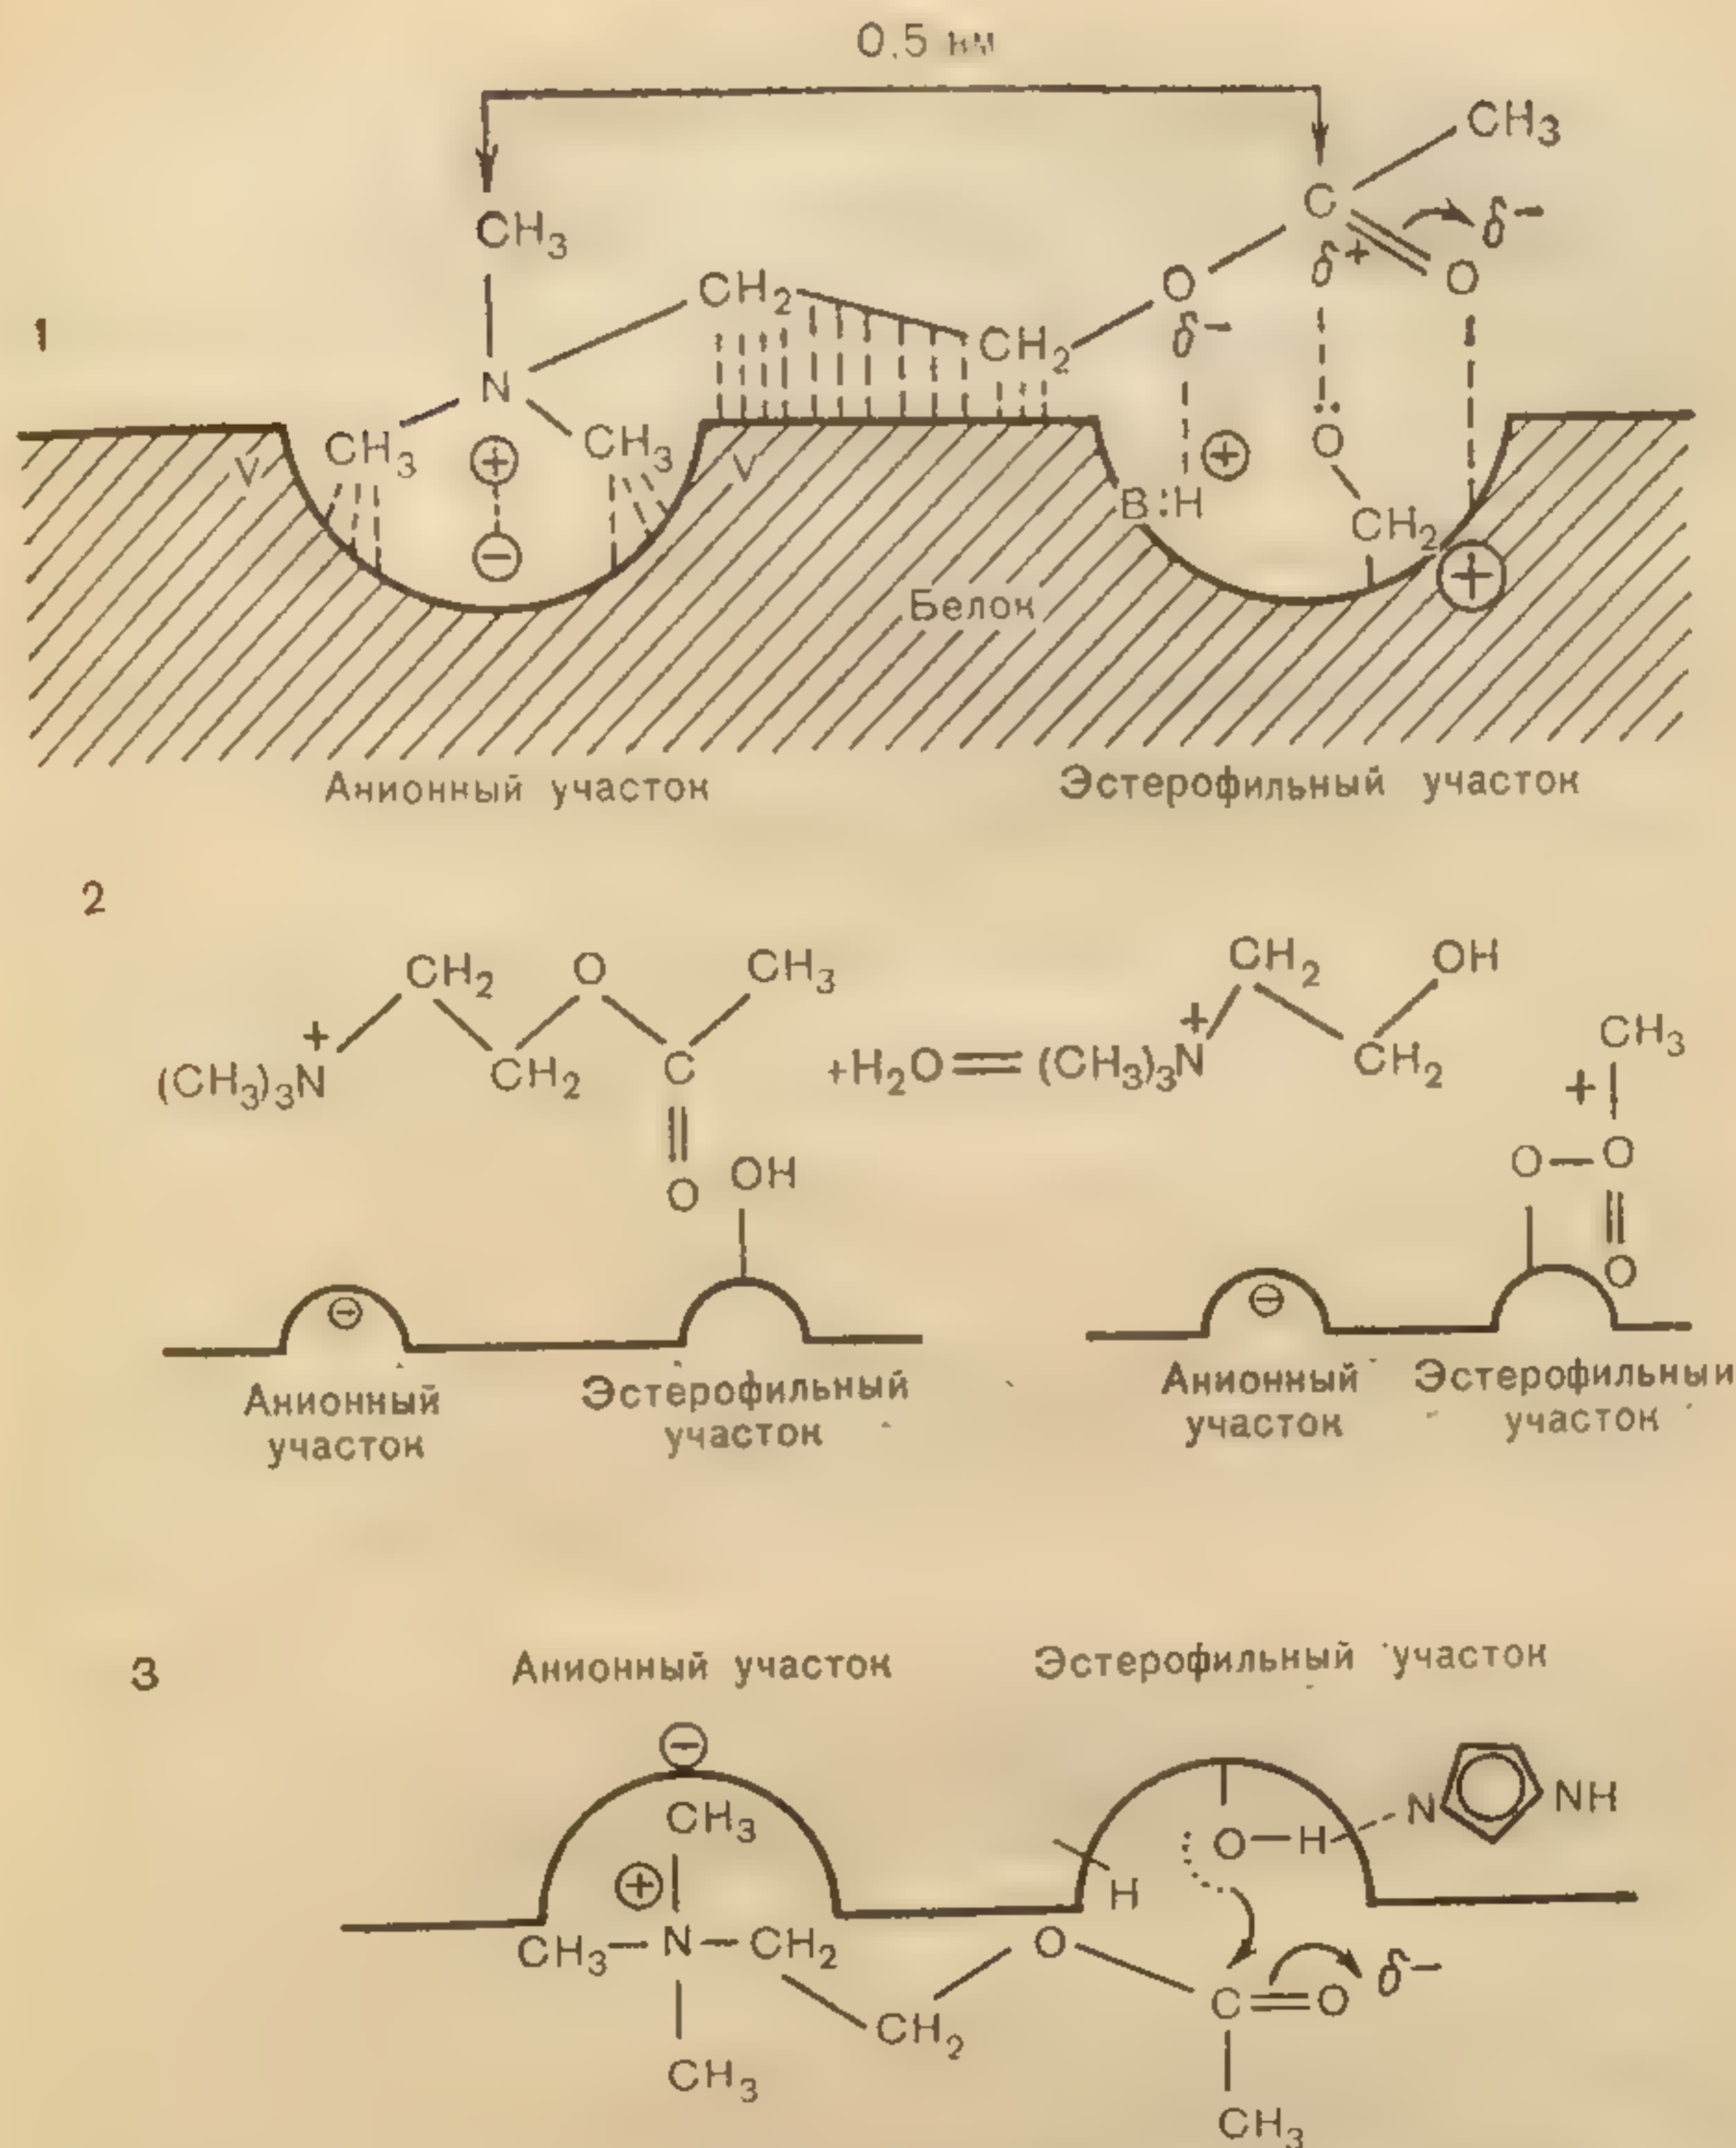 0,5 нм
CH3
C
δ−
CH3
δ+
O
CH2
O
δ−
1
CH2
N
CH3
CH3
Ö
V
V
B:H
CH2
Белок
Анионный участок
Эстерофильный участок
2
CH2
O
CH3
CH2
OH
+
(CH3)3N
CH2
C
+H2O
(CH3)3N
+
CH2
CH3
+
O
OH
O—O
O
Анионный участок
Эстерофильный участок
Анионный участок
Эстерофильный участок
3
Анионный участок
Эстерофильный участок
CH3
N
NH
O—H
H
CH3—N—CH2
O
δ−
C=O
CH2
CH3
CH3